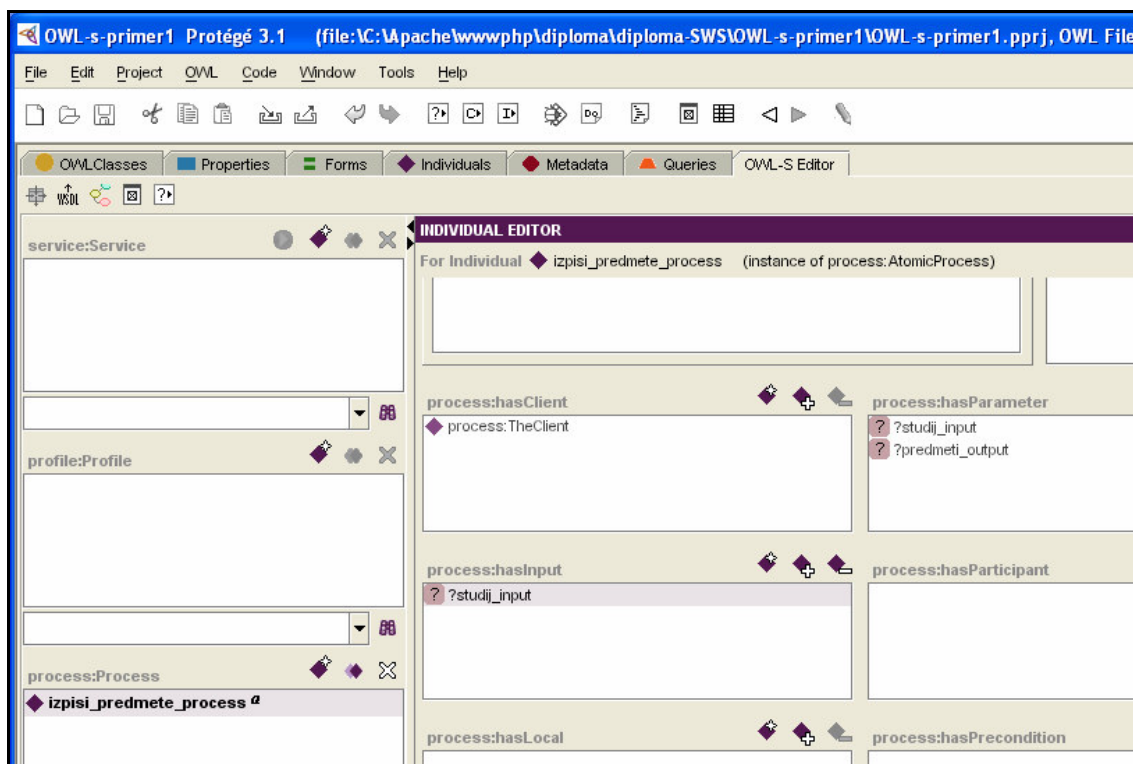 OWL-s-primer1 Protégé 3.1 (file:\C:\Apache\wwwphp\diploma\diploma-SWS\OWL-s-primer1\OWL-s-primer1.pprj, OWL File
File Edit Project OWL Code Window Tools Help
OWLClasses Properties Forms Individuals Metadata Queries OWL-S Editor
WSDL
service:Service
INDIVIDUAL EDITOR
For Individual izpisi_predmete_process (instance of process:AtomicProcess)
process:hasClient
process:hasParameter
process:TheClient
?studij_input
?predmeti_output
profile:Profile
process:hasInput
process:hasParticipant
?studij_input
process:Process
izpisi_predmete_process a
process:hasLocal
process:hasPrecondition